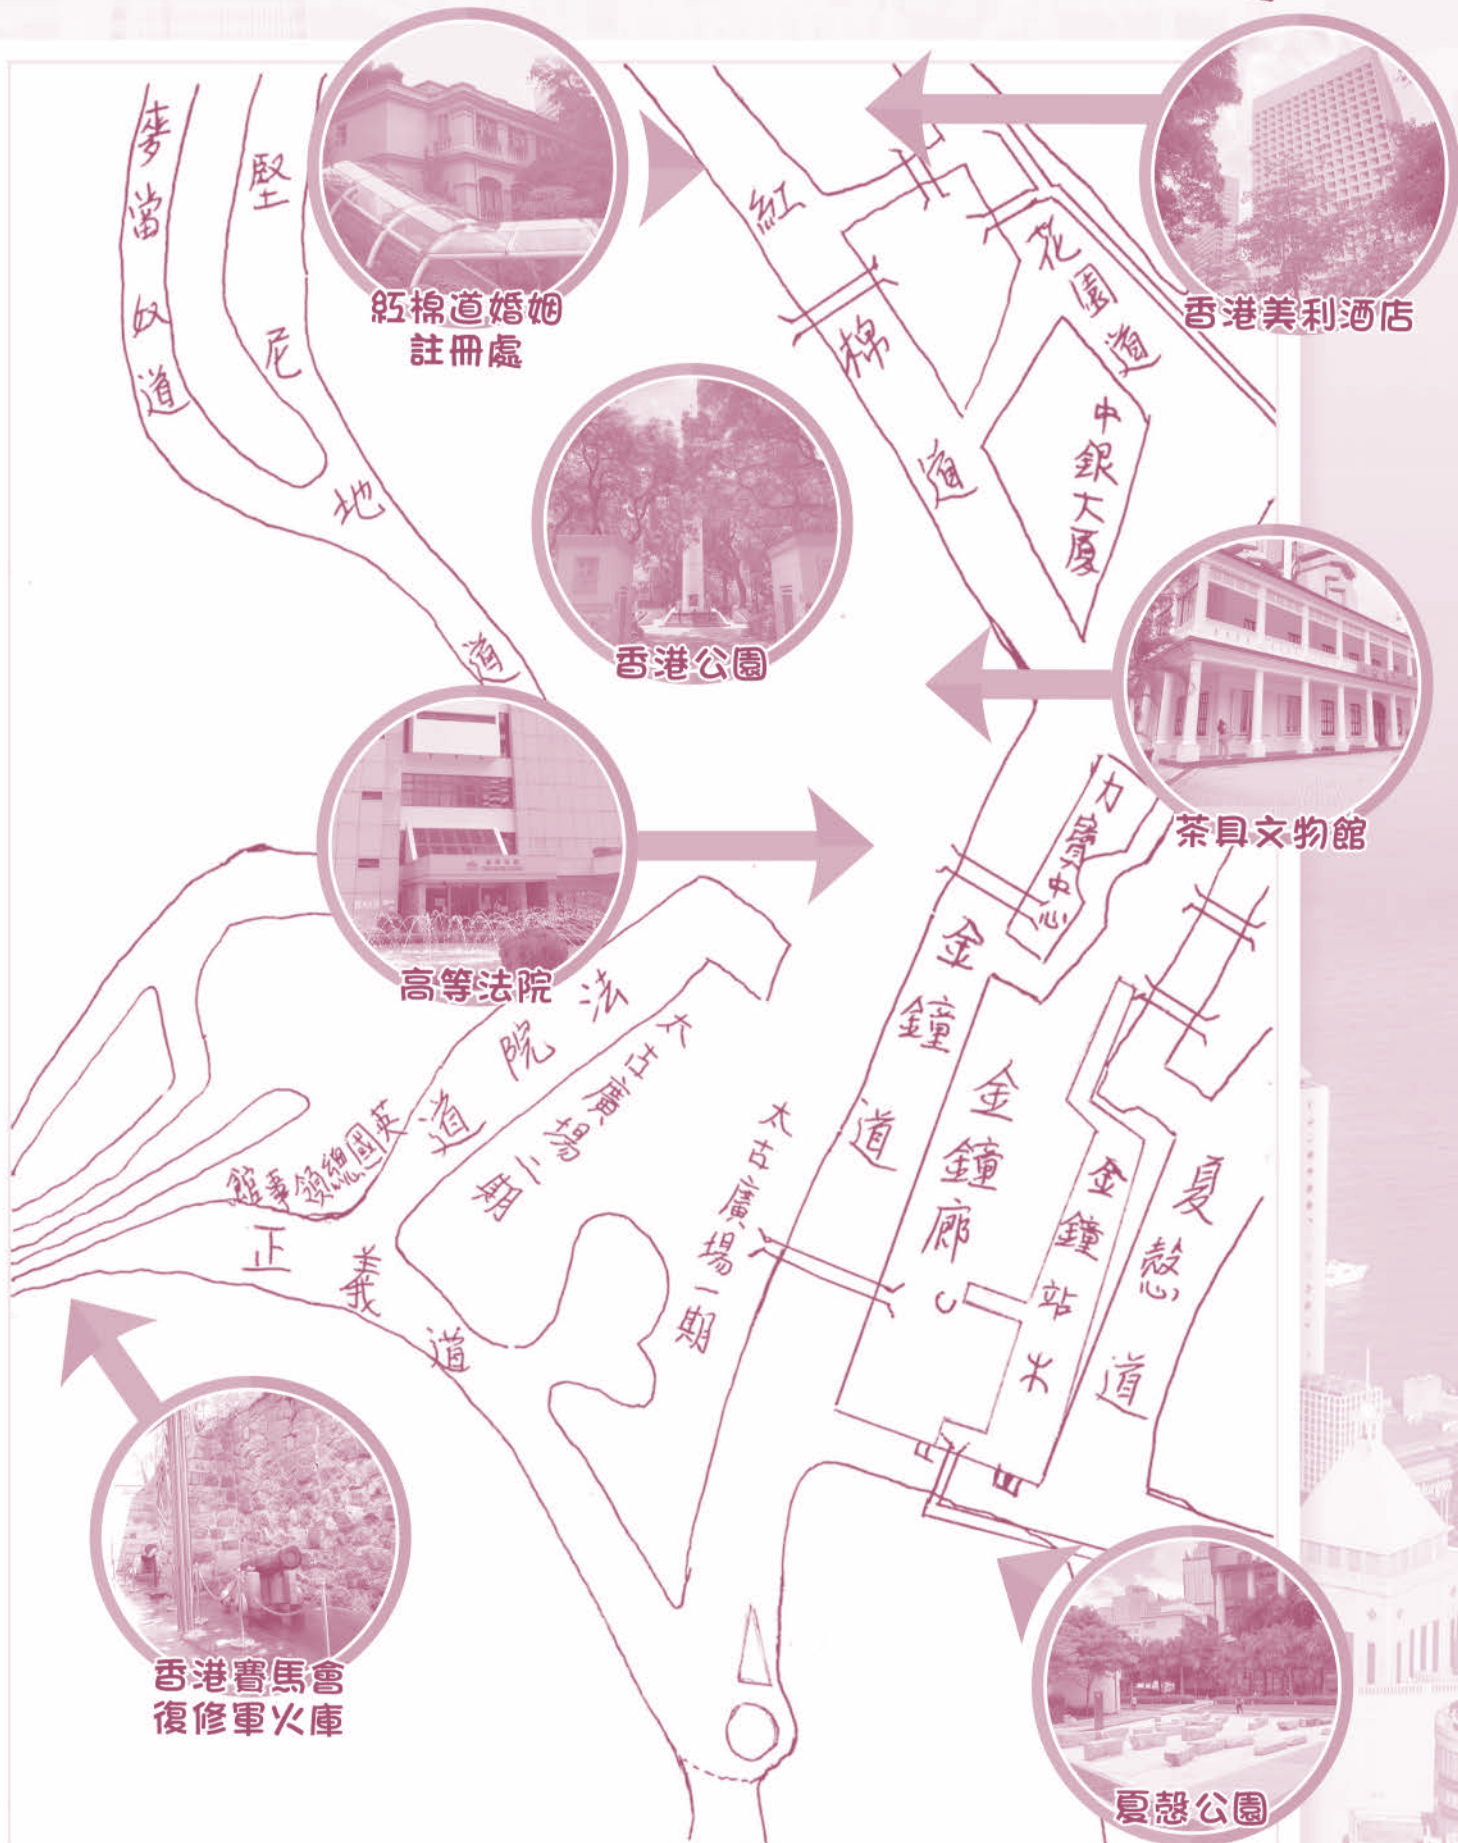 紅棉道婚姻
註冊處
香港美利酒店
麥當奴道
堅尼地道
紅棉道
花園道
中銀大廈
香港公園
茶具文物館
高等法院
力寶中心
金鐘道
法院道
太古廣場二期
太古廣場一期
金鐘廊
金鐘站
夏慤道
英國總領事館
正義道
香港賽馬會
復修軍火庫
夏慤公園